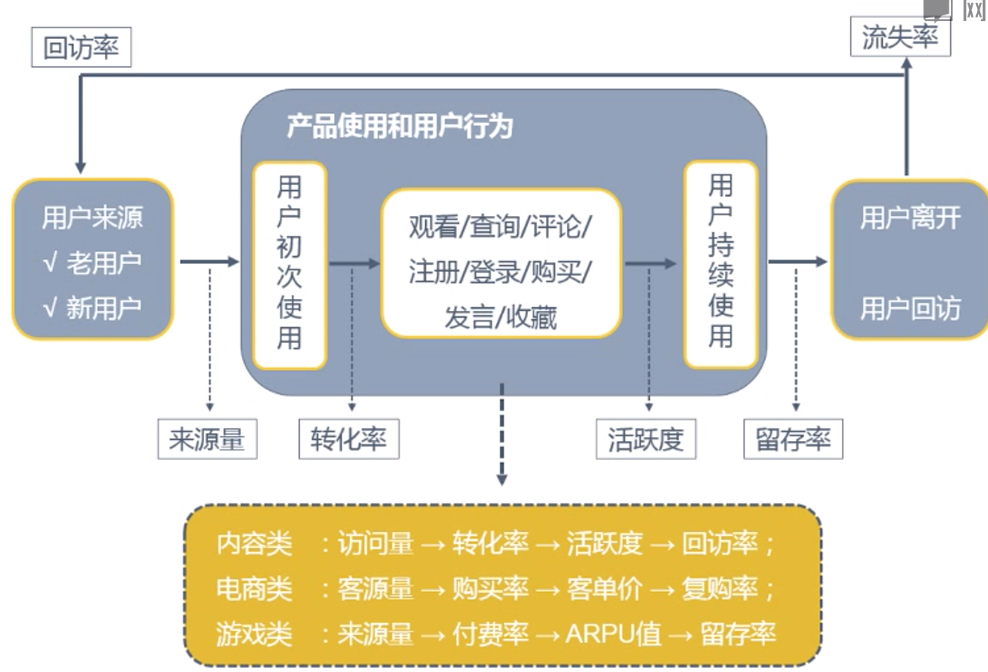 回访率
流失率
产品使用和用户行为
用户来源
√ 老用户
√ 新用户
用户初次使用
观看/查询/评论/
注册/登录/购买/
发言/收藏
用户持续使用
用户离开
用户回访
来源量
转化率
活跃度
留存率
内容类 ：访问量 → 转化率 → 活跃度 → 回访率；
电商类 ：客源量 → 购买率 → 客单价 → 复购率；
游戏类 ：来源量 → 付费率 → ARPU值 → 留存率